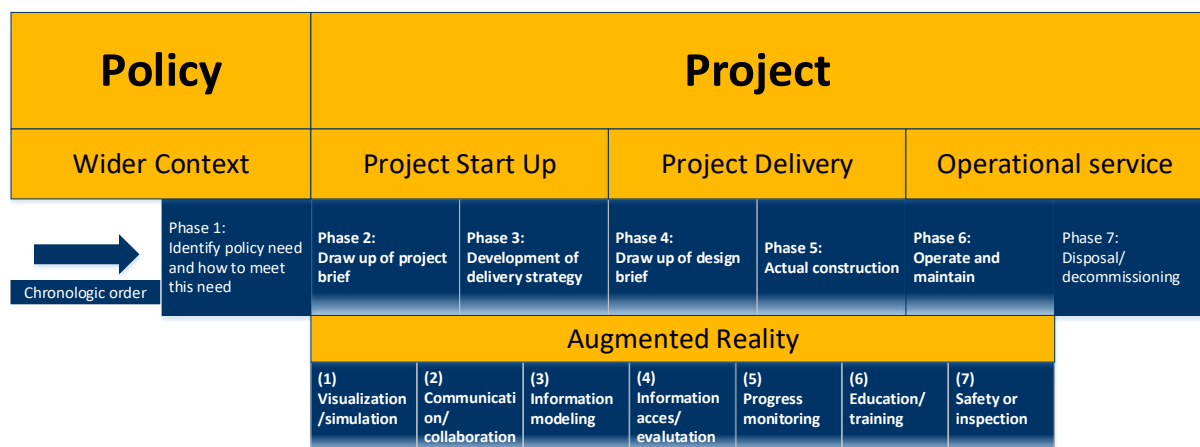 Policy
Project
Wider Context
Project Start Up
Project Delivery
Operational service
Chronologic order
Phase 1:
Identify policy need
and how to meet
this need
Phase 2:
Draw up of project
brief
Phase 3:
Development of
delivery strategy
Phase 4:
Draw up of design
brief
Phase 5:
Actual construction
Phase 6:
Operate and
maintain
Phase 7:
Disposal/
decommissioning
Augmented Reality
(1)
Visualization
/simulation
(2)
Communicati
on/
collaboration
(3)
Information
modeling
(4)
Information
acces/
evalutation
(5)
Progress
monitoring
(6)
Education/
training
(7)
Safety or
inspection